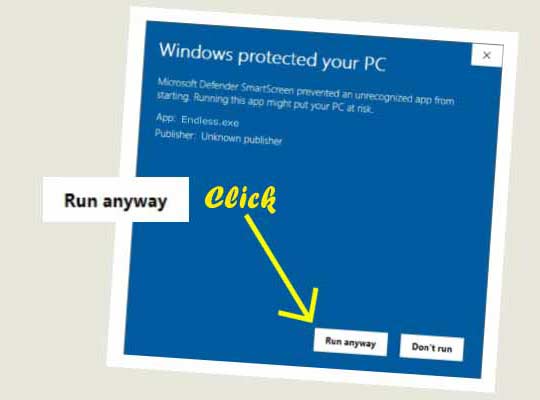 Windows protected your PC
Microsoft Defender SmartScreen prevented an unrecognized app from
starting. Running this app might put your PC at risk.
App: Endless.exe
Publisher: Unknown publisher
Run anyway
Click
Run anyway
Don't run